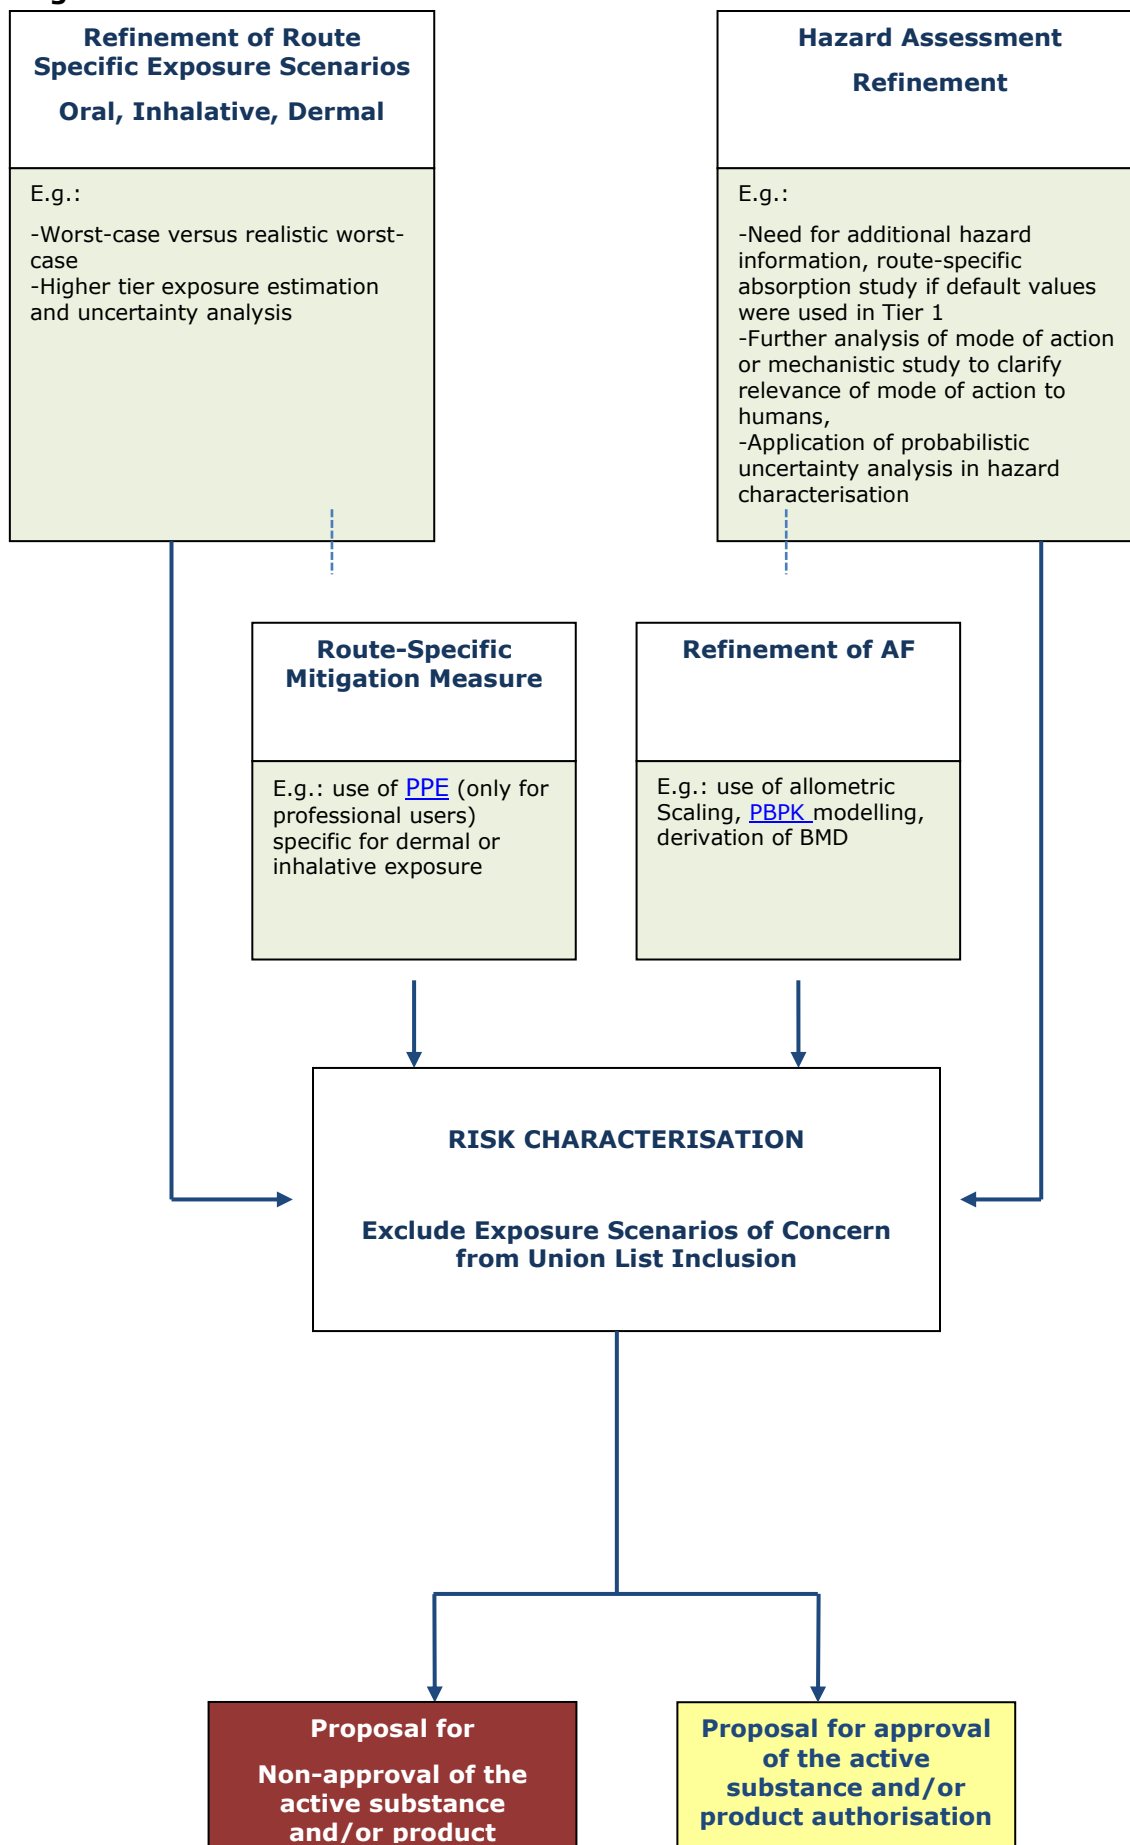 Refinement of Route
Specific Exposure Scenarios
Oral, Inhalative, Dermal
E.g.:
-Worst-case versus realistic worst-
case
-Higher tier exposure estimation
and uncertainty analysis
Hazard Assessment
Refinement
E.g.:
-Need for additional hazard
information, route-specific
absorption study if default values
were used in Tier 1
-Further analysis of mode of action
or mechanistic study to clarify
relevance of mode of action to
humans,
-Application of probabilistic
uncertainty analysis in hazard
characterisation
Route-Specific
Mitigation Measure
E.g.: use of PPE (only for
professional users)
specific for dermal or
inhalative exposure
Refinement of AF
E.g.: use of allometric
Scaling, PBPK modelling,
derivation of BMD
RISK CHARACTERISATION
Exclude Exposure Scenarios of Concern
from Union List Inclusion
Proposal for
Non-approval of the
active substance
and/or product
Proposal for approval
of the active
substance and/or
product authorisation